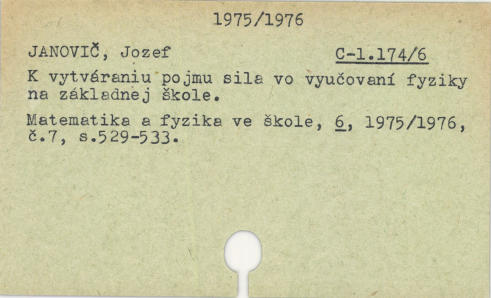 1975/1976
JANOVIČ, Jozef C-1.174/6
K vytváraniu pojmu sila vo vyučovaní fyziky
na základnej škole.
Matematika a fyzika ve škole, 6, 1975/1976,
č.7, s.529-533.